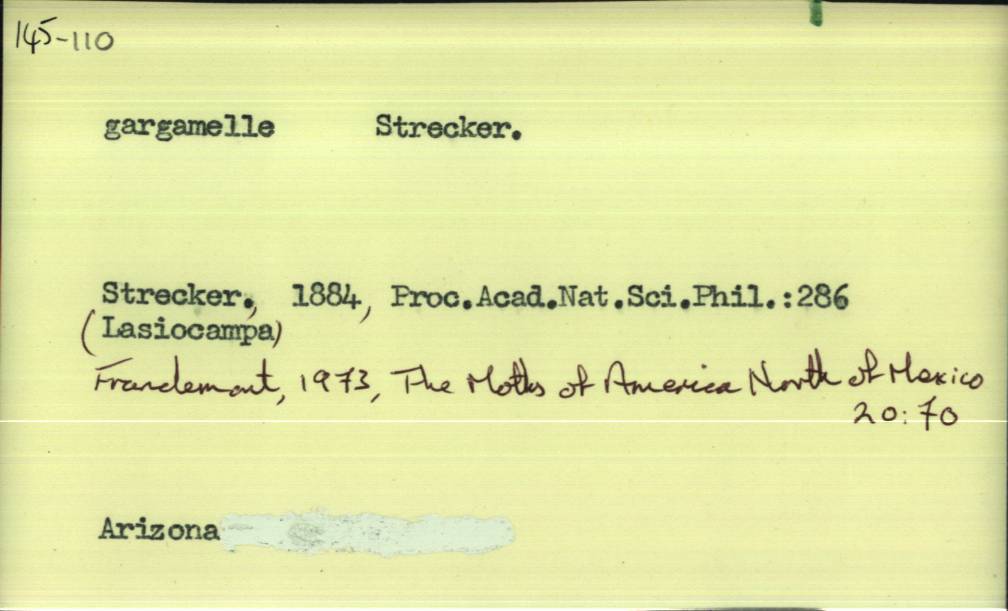 145-110
gargamelle Strecker.
Strecker., 1884, Proc.Acad.Nat.Sci.Phil.:286
(Lasiocampa)
Franclemont, 1973, The Moths of America North of Mexico
20:70
Arizona